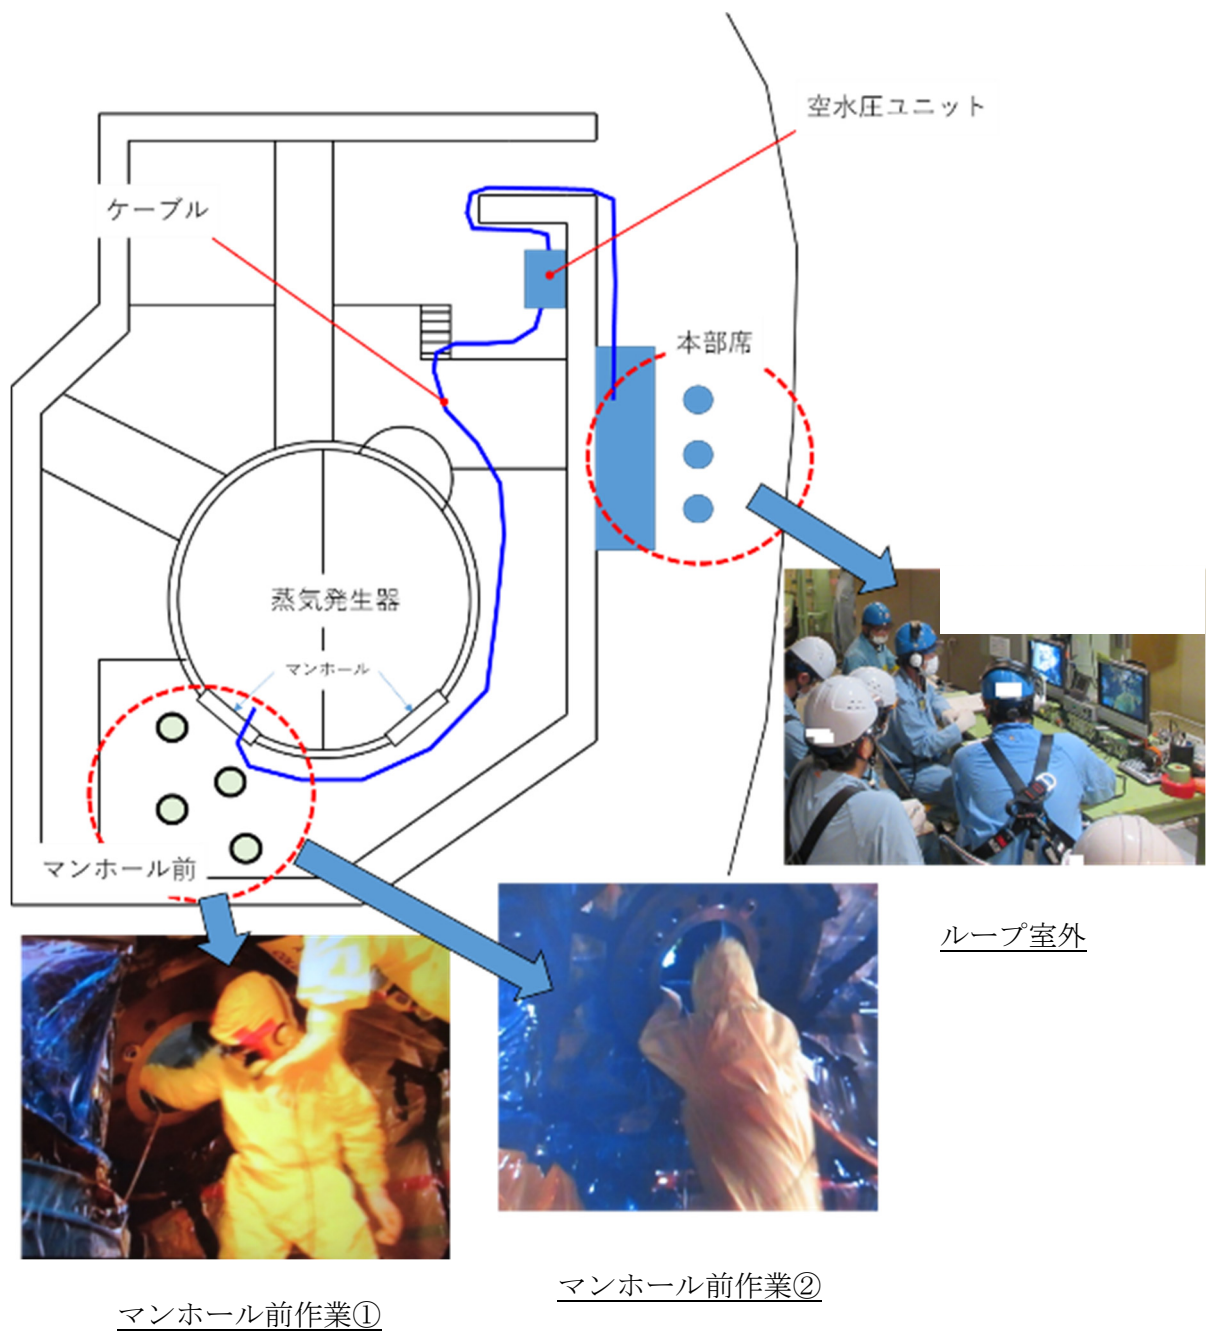 空水圧ユニット
ケーブル
本部席
蒸気発生器
マンホール
マンホール前
ループ室外
マンホール前作業②
マンホール前作業①